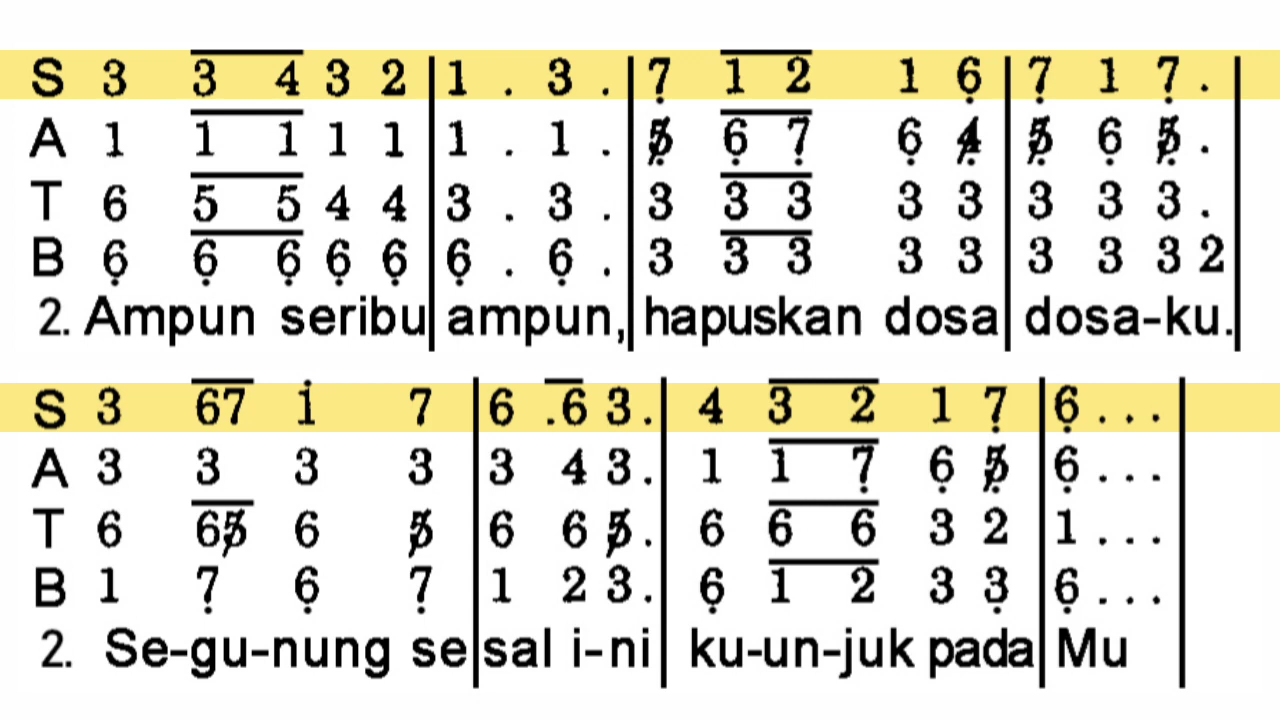 S 3 3 4 3 2 | 1 . 3 . | 7̣ 1 2 1 6̣ | 7̣ 1 7̣ . |
A 1 1 1 1 1 | 1 . 1 . | 5̸̣ 6̣ 7̣ 6̣ 4̸̣ | 5̸̣ 6̣ 5̸̣ . |
T 6 5 5 4 4 | 3 . 3 . | 3 3 3 3 3 | 3 3 3 . |
B 6̣ 6̣ 6̣ 6̣ 6̣ | 6̣ . 6̣ . | 3 3 3 3 3 | 3 3 3 2 |
2. Ampun seribu | ampun, | hapuskan dosa | dosa-ku. |
S 3 67 1̇ 7 | 6 .6 3 . | 4 3 2 1 7̣ | 6̣ . . . |
A 3 3 3 3 | 3 4 3 . | 1 1 7̣ 6̣ 5̸̣ | 6̣ . . . |
T 6 65̸ 6 5̸ | 6 6 5̸ . | 6 6 6 3 2 | 1 . . . |
B 1 7̣ 6̣ 7̣ | 1 2 3 . | 6̣ 1 2 3 3̣ | 6̣ . . . |
2. Se-gu-nung se | sal i-ni | ku-un-juk pada | Mu |